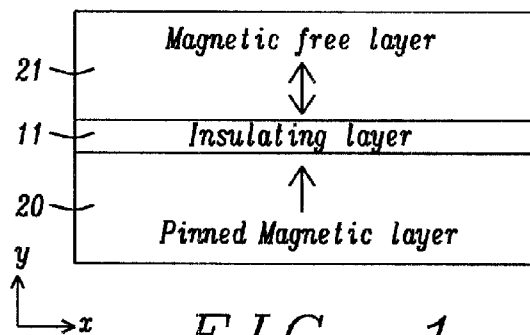 Magnetic free layer
21
11
Insulating layer
20
Pinned Magnetic layer
y
x
FIG. 1